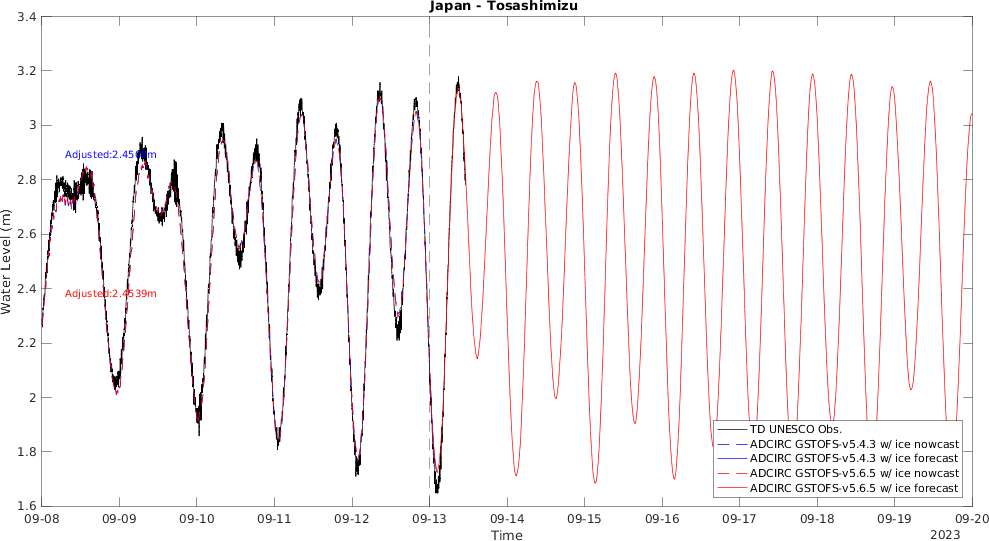 Japan - Tosashimizu
Water Level (m)
3.4
3.2
3
2.8
2.6
2.4
2.2
2
1.8
1.6
Adjusted:2.4539m
TD UNESCO Obs.
ADCIRC GSTOFS-v5.4.3 w/ ice nowcast
ADCIRC GSTOFS-v5.4.3 w/ ice forecast
ADCIRC GSTOFS-v5.6.5 w/ ice nowcast
ADCIRC GSTOFS-v5.6.5 w/ ice forecast
09-08 09-09 09-10 09-11 09-12 09-13 09-14 09-15 09-16 09-17 09-18 09-19 09-20
Time
2023